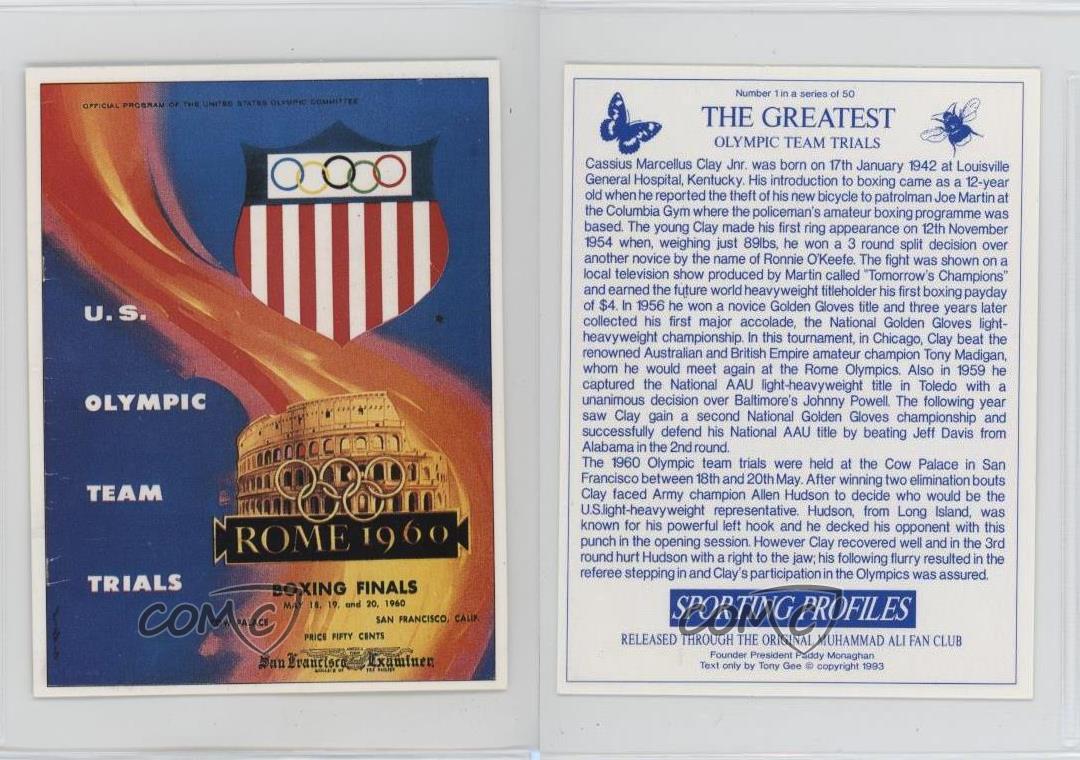 OFFICIAL PROGRAM OF THE UNITED STATES OLYMPIC COMMITTEE
U.S.
OLYMPIC
TEAM
TRIALS
ROME 1960
BOXING FINALS
MAY 18, 19, and 20, 1960
PALACE SAN FRANCISCO, CALIF.
PRICE FIFTY CENTS
San Francisco Examiner
COMC
Number 1 in a series of 50
THE GREATEST
OLYMPIC TEAM TRIALS
Cassius Marcellus Clay Jnr. was born on 17th January 1942 at Louisville
General Hospital, Kentucky. His introduction to boxing came as a 12-year
old when he reported the theft of his new bicycle to patrolman Joe Martin at
the Columbia Gym where the policeman's amateur boxing programme was
based. The young Clay made his first ring appearance on 12th November
1954 when, weighing just 89lbs, he won a 3 round split decision over
another novice by the name of Ronnie O'Keefe. The fight was shown on a
local television show produced by Martin called "Tomorrow's Champions"
and earned the future world heavyweight titleholder his first boxing payday
of $4. In 1956 he won a novice Golden Gloves title and three years later
collected his first major accolade, the National Golden Gloves light-
heavyweight championship. In this tournament, in Chicago, Clay beat the
renowned Australian and British Empire amateur champion Tony Madigan,
whom he would meet again at the Rome Olympics. Also in 1959 he
captured the National AAU light-heavyweight title in Toledo with a
unanimous decision over Baltimore's Johnny Powell. The following year
saw Clay gain a second National Golden Gloves championship and
successfully defend his National AAU title by beating Jeff Davis from
Alabama in the 2nd round.
The 1960 Olympic team trials were held at the Cow Palace in San
Francisco between 18th and 20th May. After winning two elimination bouts
Clay faced Army champion Allen Hudson to decide who would be the
U.S.light-heavyweight representative. Hudson, from Long Island, was
known for his powerful left hook and he decked his opponent with this
punch in the opening session. However Clay recovered well and in the 3rd
round hurt Hudson with a right to the jaw; his following flurry resulted in the
referee stepping in and Clay's participation in the Olympics was assured.
SPORTING PROFILES
COMC
RELEASED THROUGH THE ORIGINAL MUHAMMAD ALI FAN CLUB
Founder President Paddy Monaghan
Text only by Tony Gee © copyright 1993